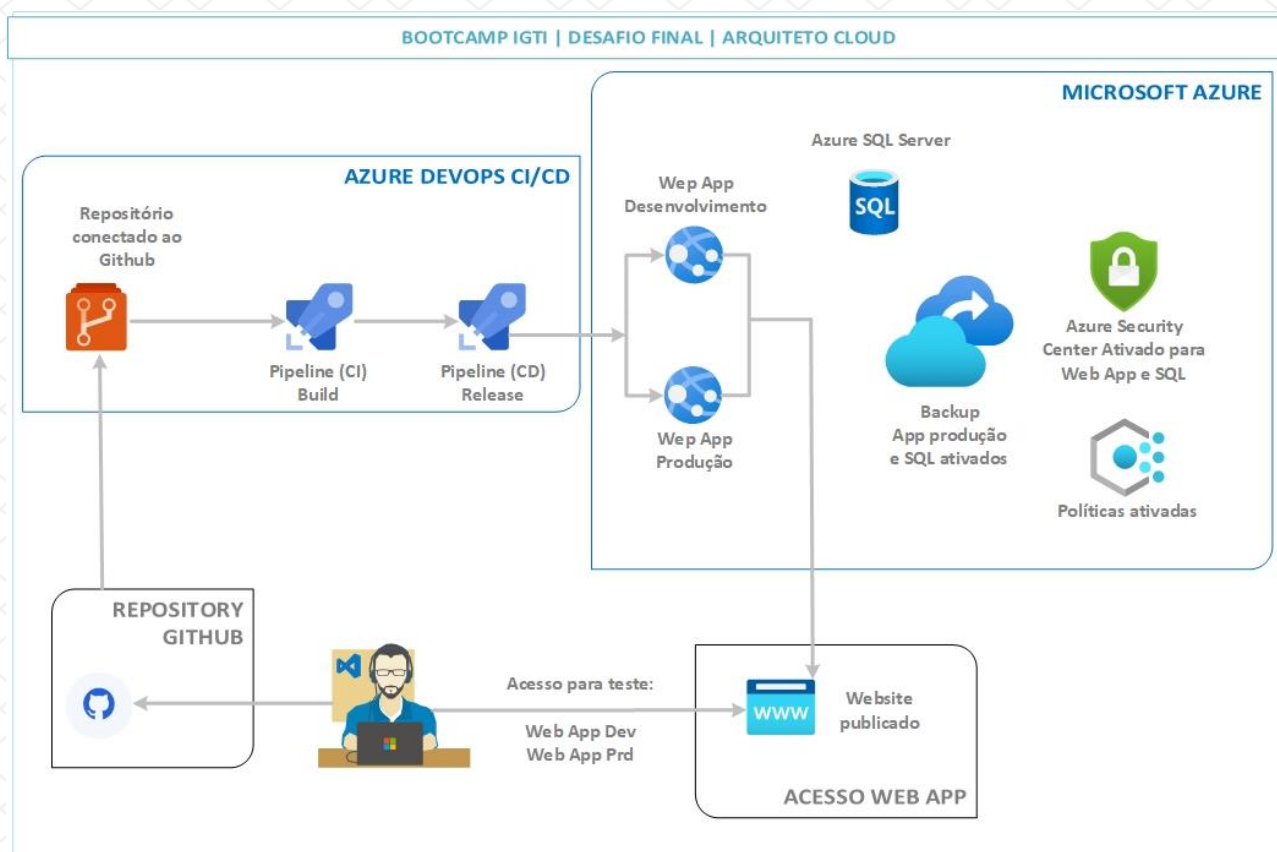 BOOTCAMP IGTI | DESAFIO FINAL | ARQUITETO CLOUD
MICROSOFT AZURE
Azure SQL Server
SQL
AZURE DEVOPS CI/CD
Repositório
conectado ao
Github
Pipeline (CI)
Build
Pipeline (CD)
Release
Wep App
Desenvolvimento
Wep App
Produção
Backup
App produção
e SQL ativados
Azure Security
Center Ativado para
Web App e SQL
Políticas ativadas
REPOSITORY
GITHUB
Acesso para teste:
Web App Dev
Web App Prd
WWW
Website
publicado
ACESSO WEB APP